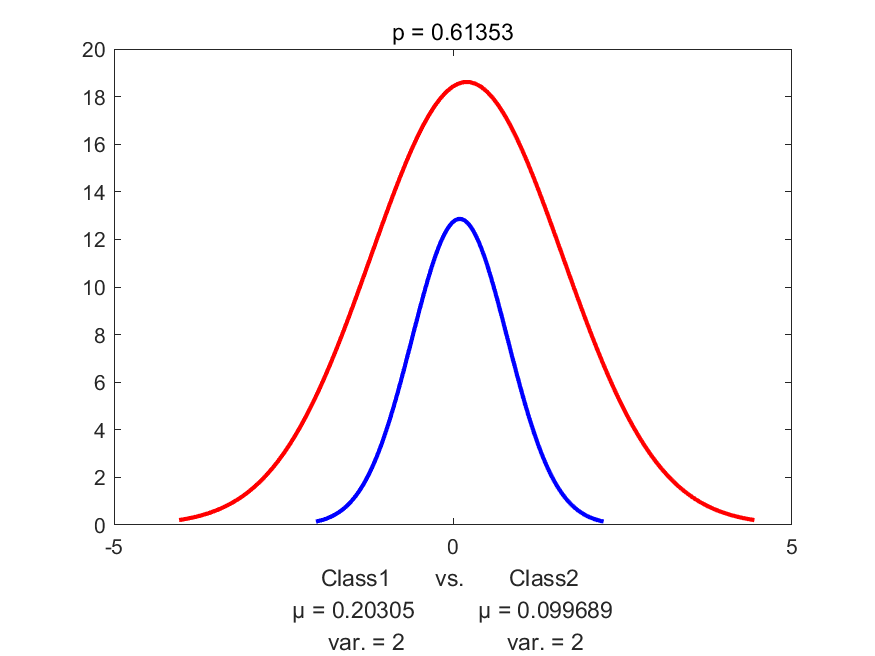 p = 0.61353
20
18
16
14
12
10
8
6
4
2
0
-5 0 5
Class1 vs. Class2
μ = 0.20305 μ = 0.099689
var. = 2 var. = 2